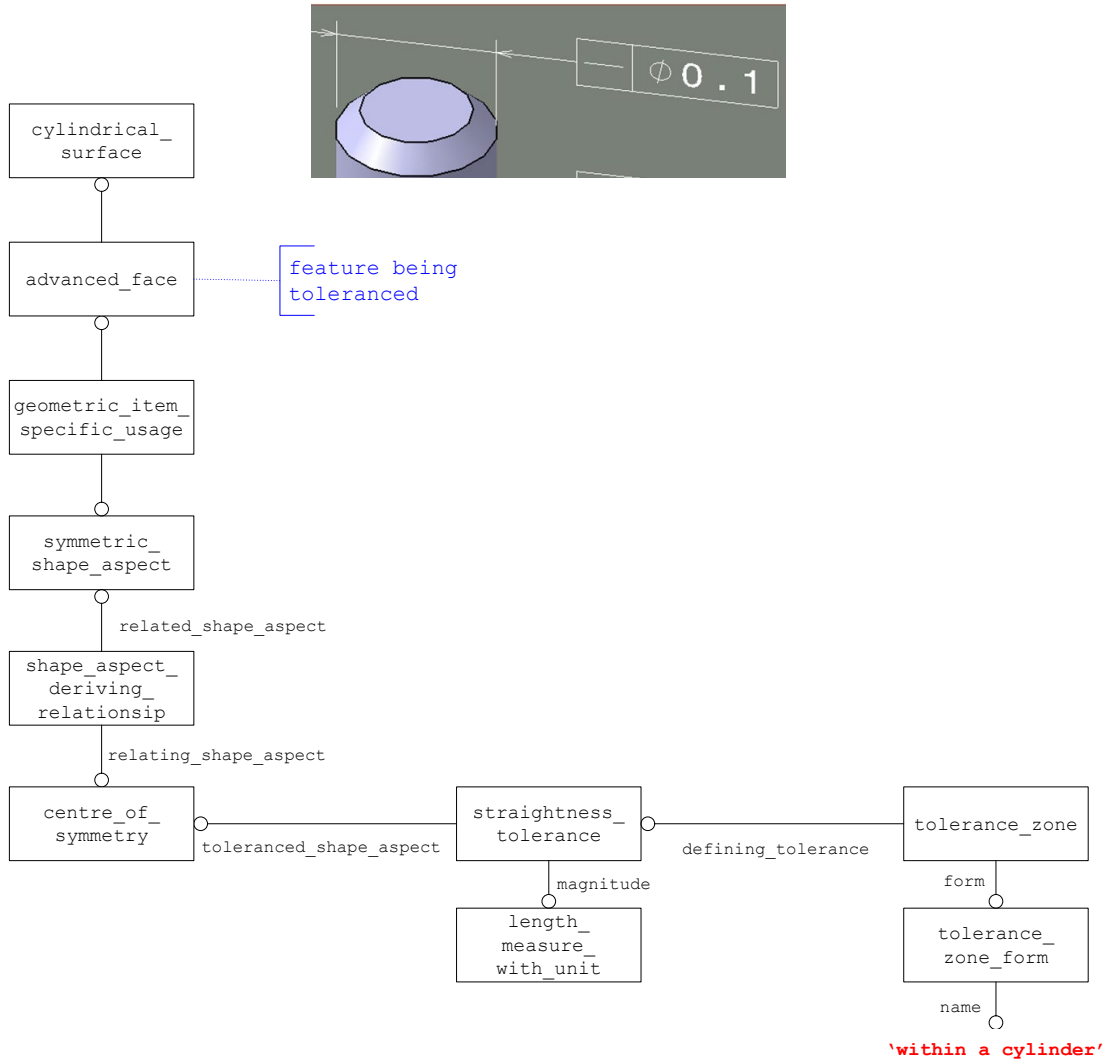 ⌀0.1
cylindrical_
surface
advanced_face
feature being
toleranced
geometric_item_
specific_usage
symmetric_
shape_aspect
related_shape_aspect
shape_aspect_
deriving_
relationsip
relating_shape_aspect
centre_of_
symmetry
toleranced_shape_aspect
straightness_
tolerance
defining_tolerance
tolerance_zone
magnitude
form
length_
measure_
with_unit
tolerance_
zone_form
name
‘within a cylinder’